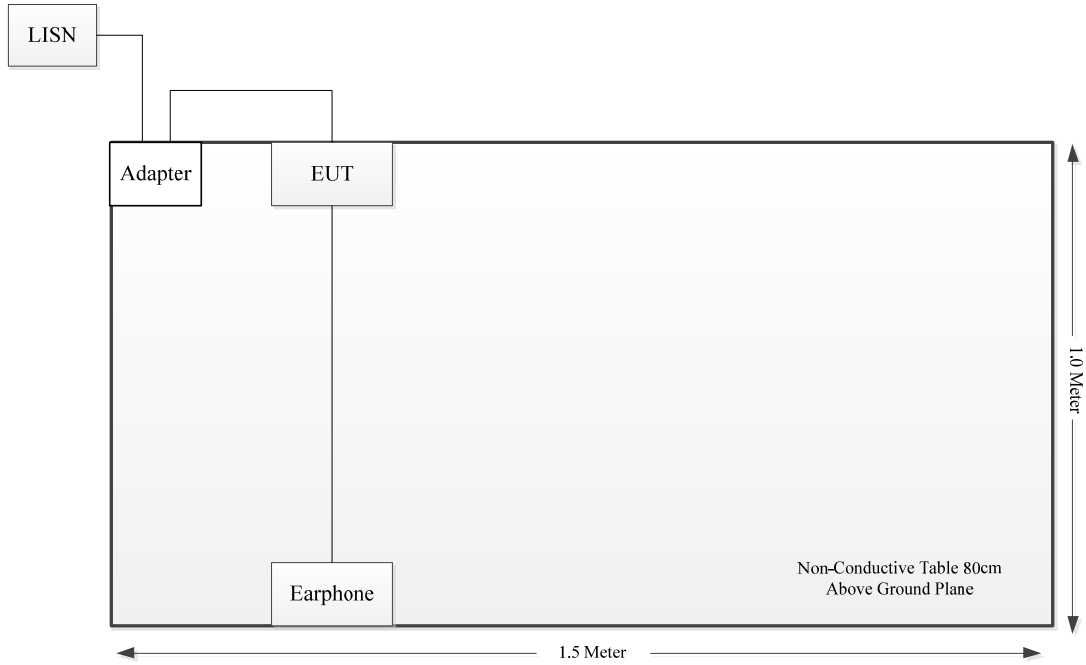 LISN
Adapter
EUT
1.0 Meter
Earphone
Non-Conductive Table 80cm
Above Ground Plane
1.5 Meter